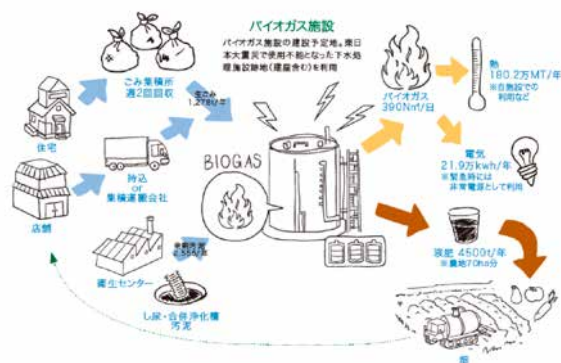 バイオガス施設
バイオガス施設の建設予定地。東日
本大震災で使用不能となった下水処
理施設跡地(建屋含む)を利用
ごみ集積所
週2回回収
生ごみ
1,278t/年
住宅
持込
or
集積運搬会社
店舗
BIOGAS
2,555t/年
衛生センター
し尿・合併浄化槽
汚泥
バイオガス
390N㎥/日
熱
180.2万MT/年
※自施設での
利用など
電気
21.9万kwh/年
※緊急時には
非常電源として利用
液肥 4500t/年
※農地70ha分
畑